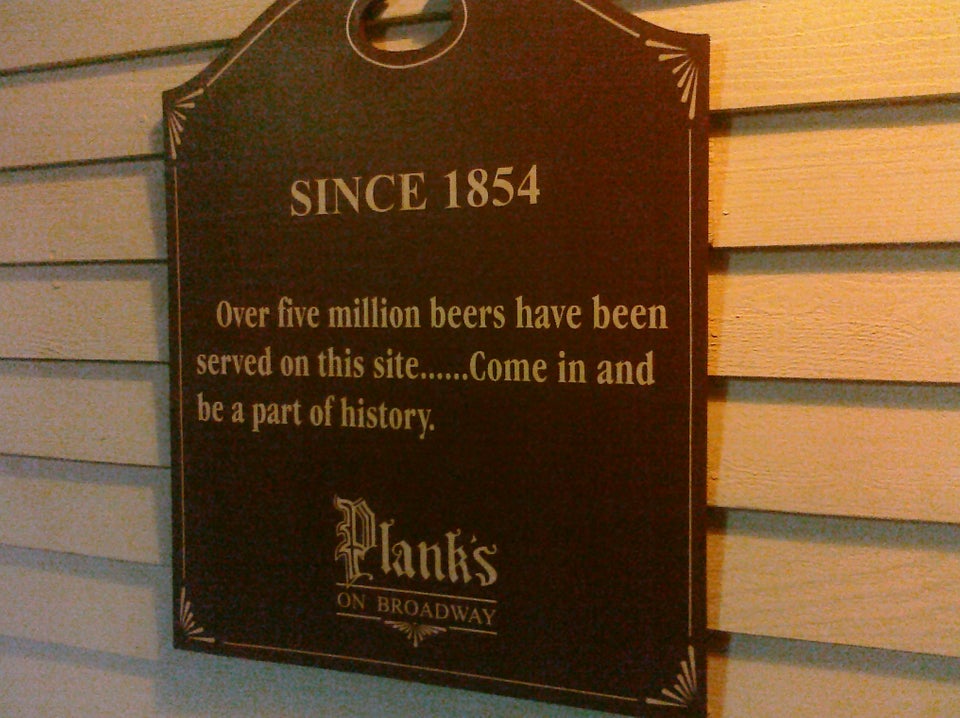 SINCE 1854
Over five million beers have been
served on this site......Come in and
be a part of history.
Plank's
ON BROADWAY